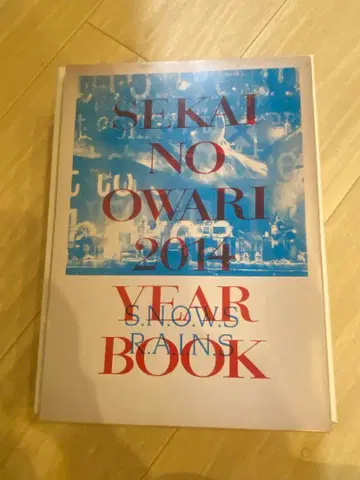 SEKAI
NO
OWARI
2014
YEAR
S.N.O.W.S
R.A.I.N.S
BOOK